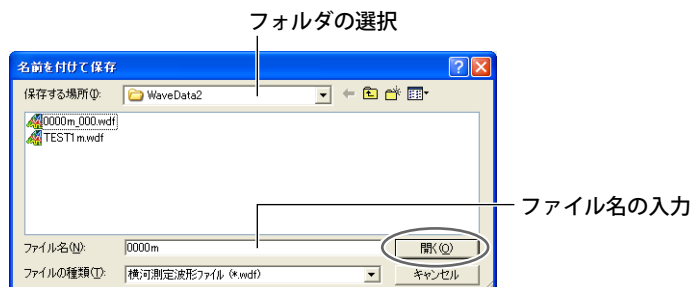 フォルダの選択
名前を付けて保存
保存する場所(I):
WaveData2
0000m_000.wdf
TEST1m.wdf
ファイル名の入力
ファイル名(N):
0000m
開く(O)
ファイルの種類(T):
横河測定波形ファイル (*.wdf)
キャンセル